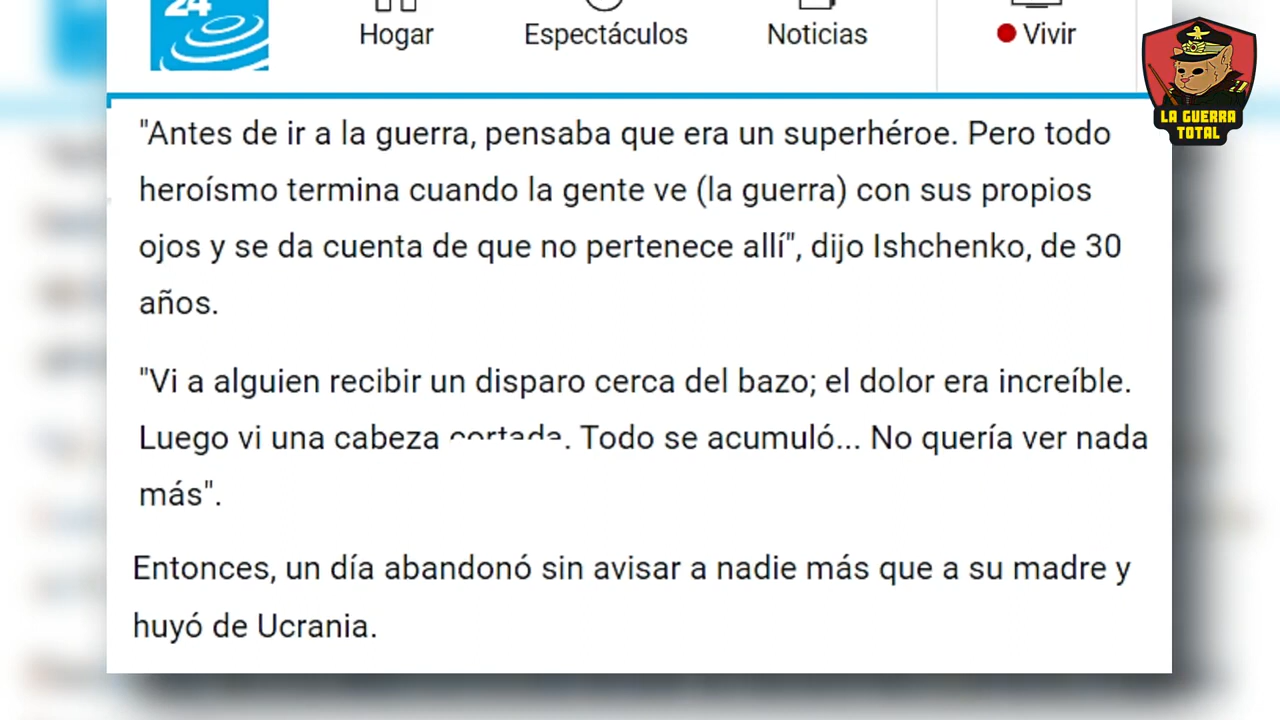 24
Hogar Espectáculos Noticias Vivir
LA GUERRA
TOTAL
"Antes de ir a la guerra, pensaba que era un superhéroe. Pero todo
heroísmo termina cuando la gente ve (la guerra) con sus propios
ojos y se da cuenta de que no pertenece allí", dijo Ishchenko, de 30
años.
"Vi a alguien recibir un disparo cerca del bazo; el dolor era increíble.
Luego vi una cabeza cortada. Todo se acumuló... No quería ver nada
más".
Entonces, un día abandonó sin avisar a nadie más que a su madre y
huyó de Ucrania.